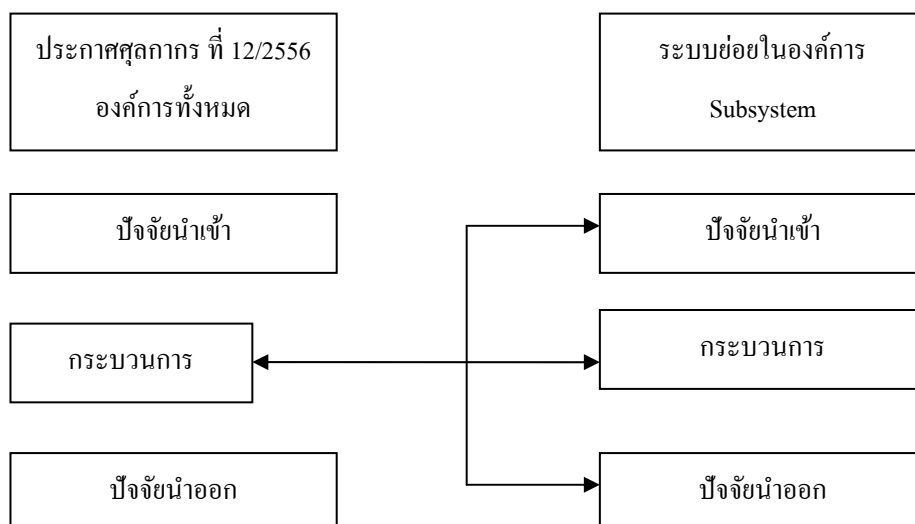 ประกาศศุลกากร ที่ 12/2556
องค์การทั้งหมด
ระบบย่อยในองค์การ
Subsystem
ปัจจัยนำเข้า
ปัจจัยนำเข้า
กระบวนการ
กระบวนการ
ปัจจัยนำออก
ปัจจัยนำออก